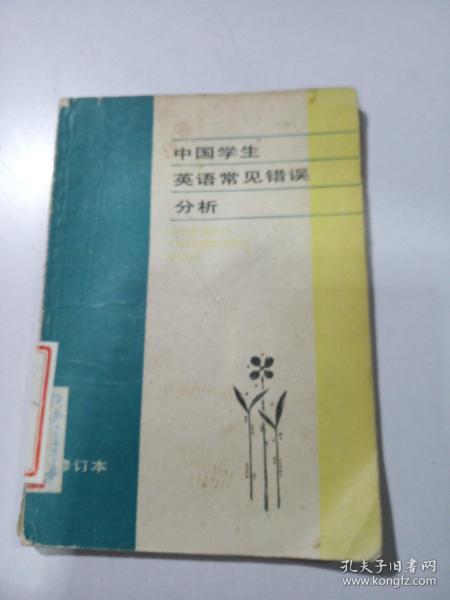 中国学生
英语常见错误
分析
修订本
孔夫子旧书网
www.kongfz.com